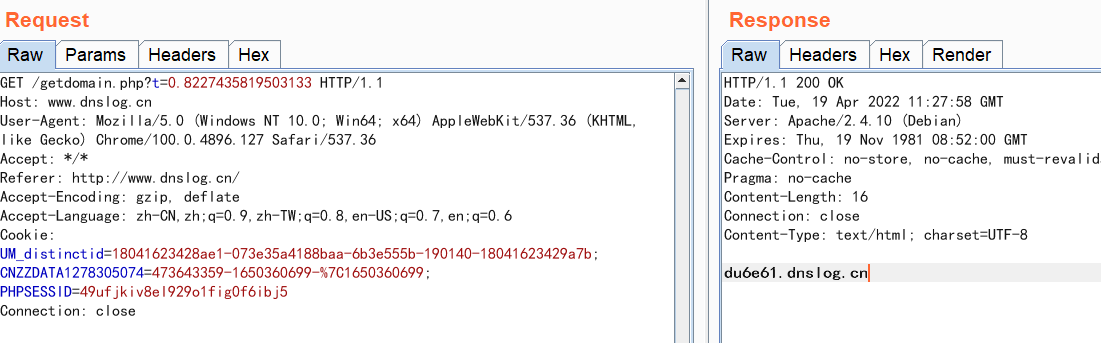 Request
Raw Params Headers Hex
GET /getdomain.php?t=0.8227435819503133 HTTP/1.1
Host: www.dnslog.cn
User-Agent: Mozilla/5.0 (Windows NT 10.0; Win64; x64) AppleWebKit/537.36 (KHTML,
like Gecko) Chrome/100.0.4896.127 Safari/537.36
Accept: */*
Referer: http://www.dnslog.cn/
Accept-Encoding: gzip, deflate
Accept-Language: zh-CN,zh;q=0.9,zh-TW;q=0.8,en-US;q=0.7,en;q=0.6
Cookie:
UM_distinctid=18041623428ae1-073e35a4188baa-6b3e555b-190140-18041623429a7b;
CNZZDATA1278305074=473643359-1650360699-%7C1650360699;
PHPSESSID=49ufjkiv8el929o1fig0f6ibj5
Connection: close
Response
Raw Headers Hex Render
HTTP/1.1 200 OK
Date: Tue, 19 Apr 2022 11:27:58 GMT
Server: Apache/2.4.10 (Debian)
Expires: Thu, 19 Nov 1981 08:52:00 GMT
Cache-Control: no-store, no-cache, must-revalid
Pragma: no-cache
Content-Length: 16
Connection: close
Content-Type: text/html; charset=UTF-8
du6e61.dnslog.cn